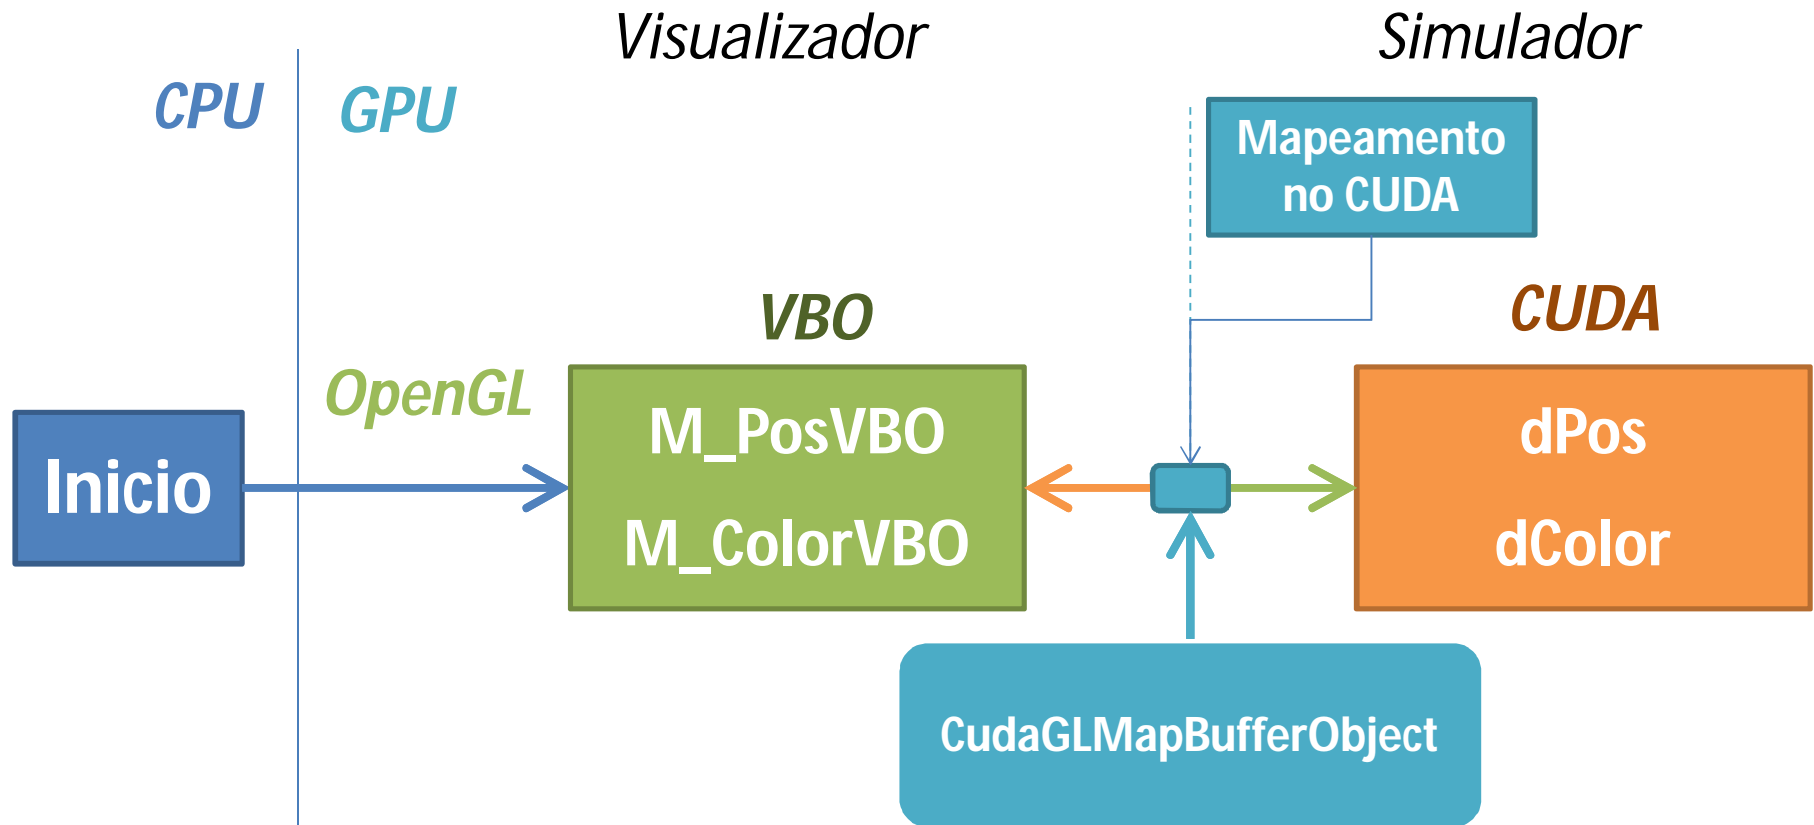 Visualizador
Simulador
CPU
GPU
Mapeamento
no CUDA
VBO
CUDA
OpenGL
Inicio
M_PosVBO
M_ColorVBO
dPos
dColor
CudaGLMapBufferObject